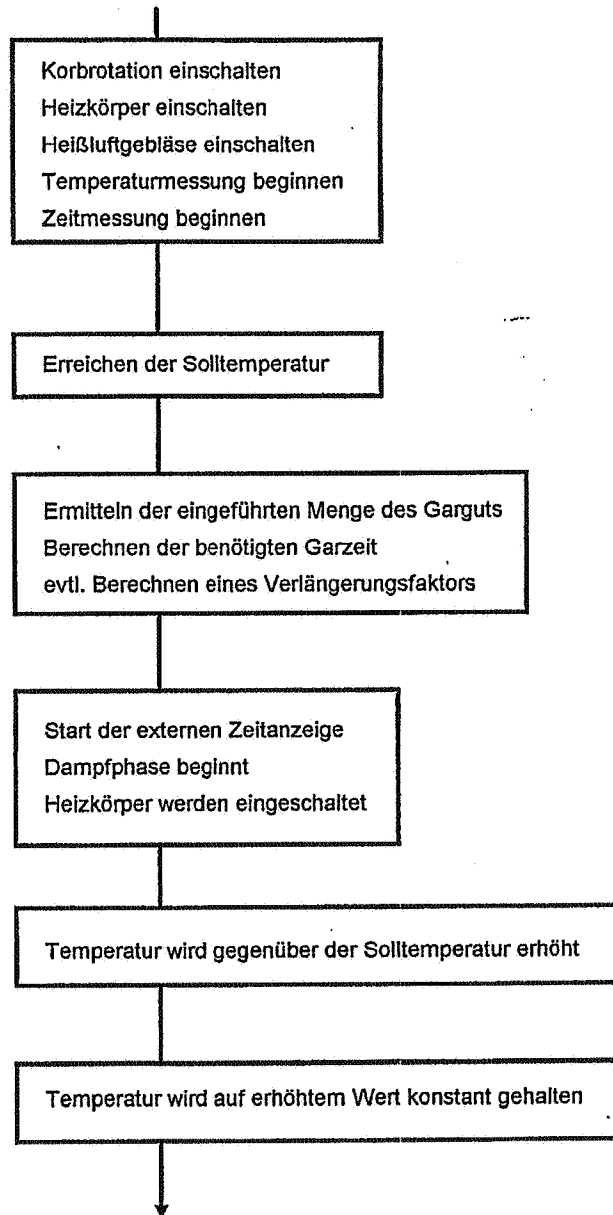 Korbrotation einschalten
Heizkörper einschalten
Heißluftgebläse einschalten
Temperaturmessung beginnen
Zeitmessung beginnen
Erreichen der Solltemperatur
Ermitteln der eingeführten Menge des Garguts
Berechnen der benötigten Garzeit
evtl. Berechnen eines Verlängerungsfaktors
Start der externen Zeitanzeige
Dampfphase beginnt
Heizkörper werden eingeschaltet
Temperatur wird gegenüber der Solltemperatur erhöht
Temperatur wird auf erhöhtem Wert konstant gehalten